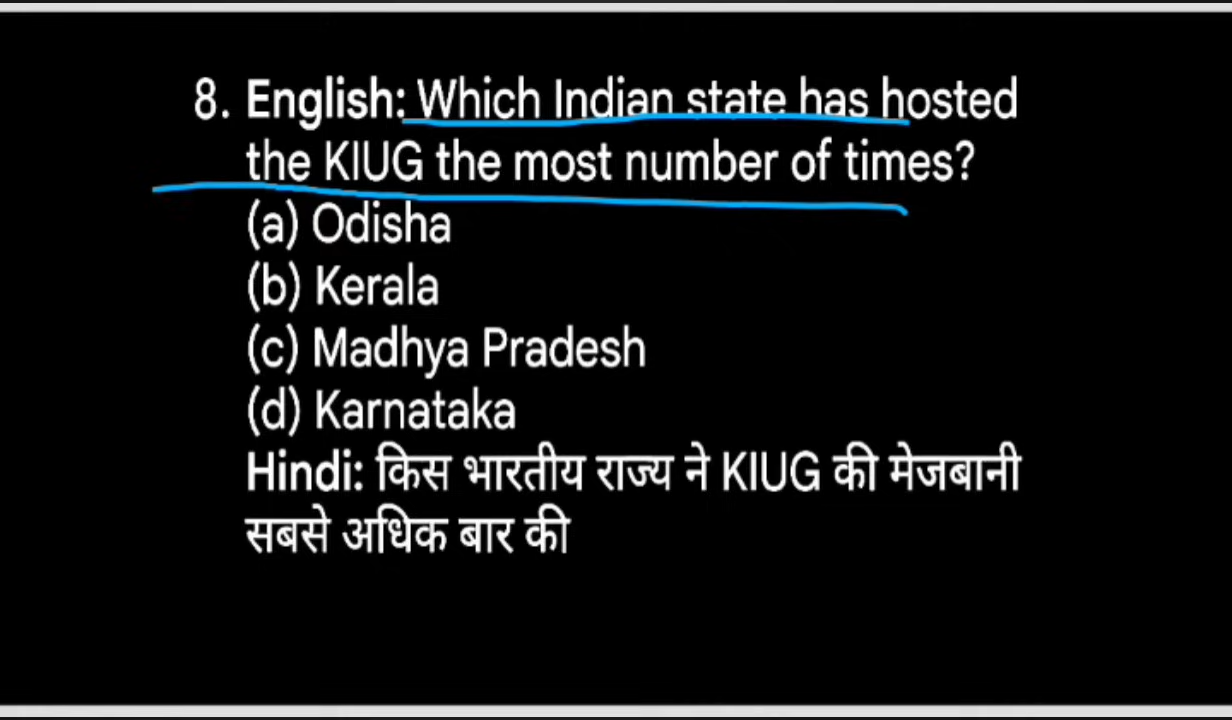 8. English: Which Indian state has hosted
the KIUG the most number of times?
(a) Odisha
(b) Kerala
(c) Madhya Pradesh
(d) Karnataka
Hindi: किस भारतीय राज्य ने KIUG की मेजबानी
सबसे अधिक बार की